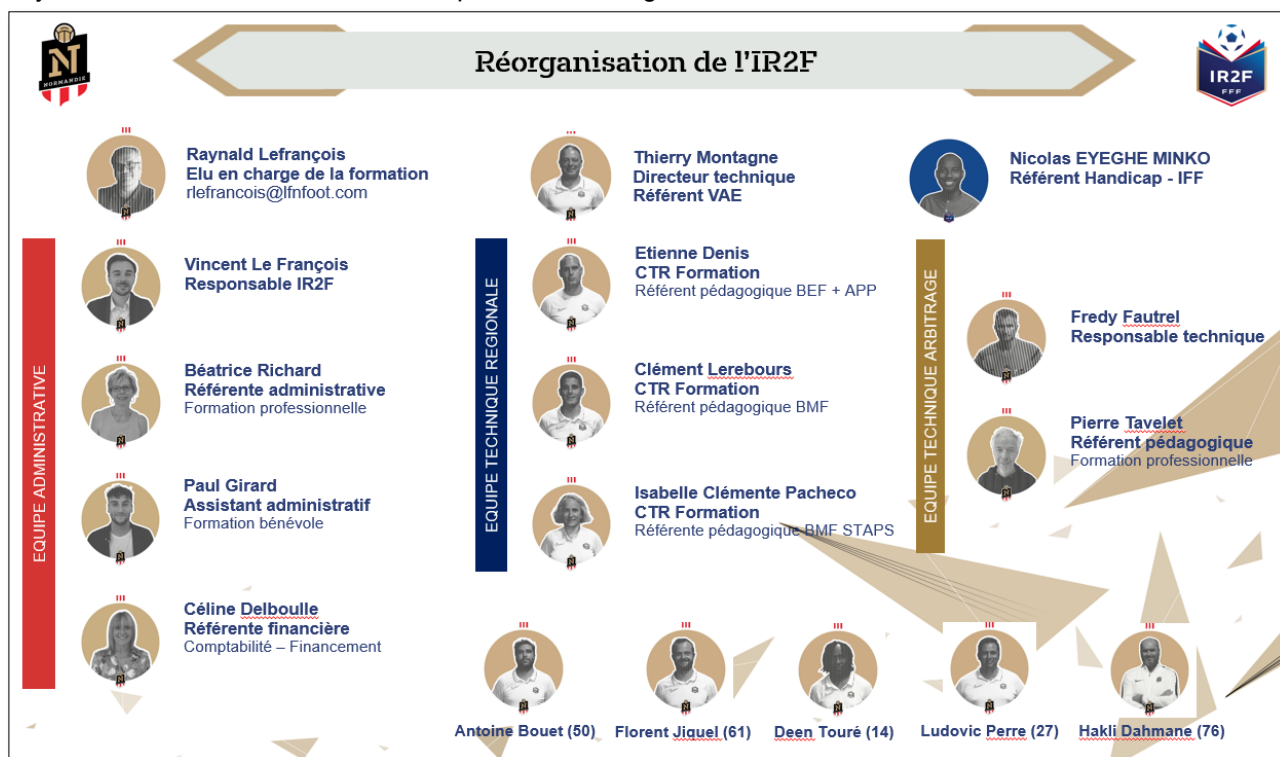 Réorganisation de l'IR2F
N
NORMANDIE
IR2F
FFF
Raynald Lefrançois
Elu en charge de la formation
rlefrancois@lfnfoot.com
Thierry Montagne
Directeur technique
Référent VAE
Nicolas EYEGHE MINKO
Référent Handicap - IFF
EQUIPE ADMINISTRATIVE
Vincent Le François
Responsable IR2F
Béatrice Richard
Référente administrative
Formation professionnelle
Paul Girard
Assistant administratif
Formation bénévole
Céline Delboulle
Référente financière
Comptabilité – Financement
EQUIPE TECHNIQUE REGIONALE
Etienne Denis
CTR Formation
Référent pédagogique BEF + APP
Clément Lerebours
CTR Formation
Référent pédagogique BMF
Isabelle Clémente Pacheco
CTR Formation
Référente pédagogique BMF STAPS
EQUIPE TECHNIQUE ARBITRAGE
Fredy Fautrel
Responsable technique
Pierre Tavelet
Référent pédagogique
Formation professionnelle
Antoine Bouet (50)
Florent Jiquel (61)
Deen Touré (14)
Ludovic Perre (27)
Hakli Dahmane (76)